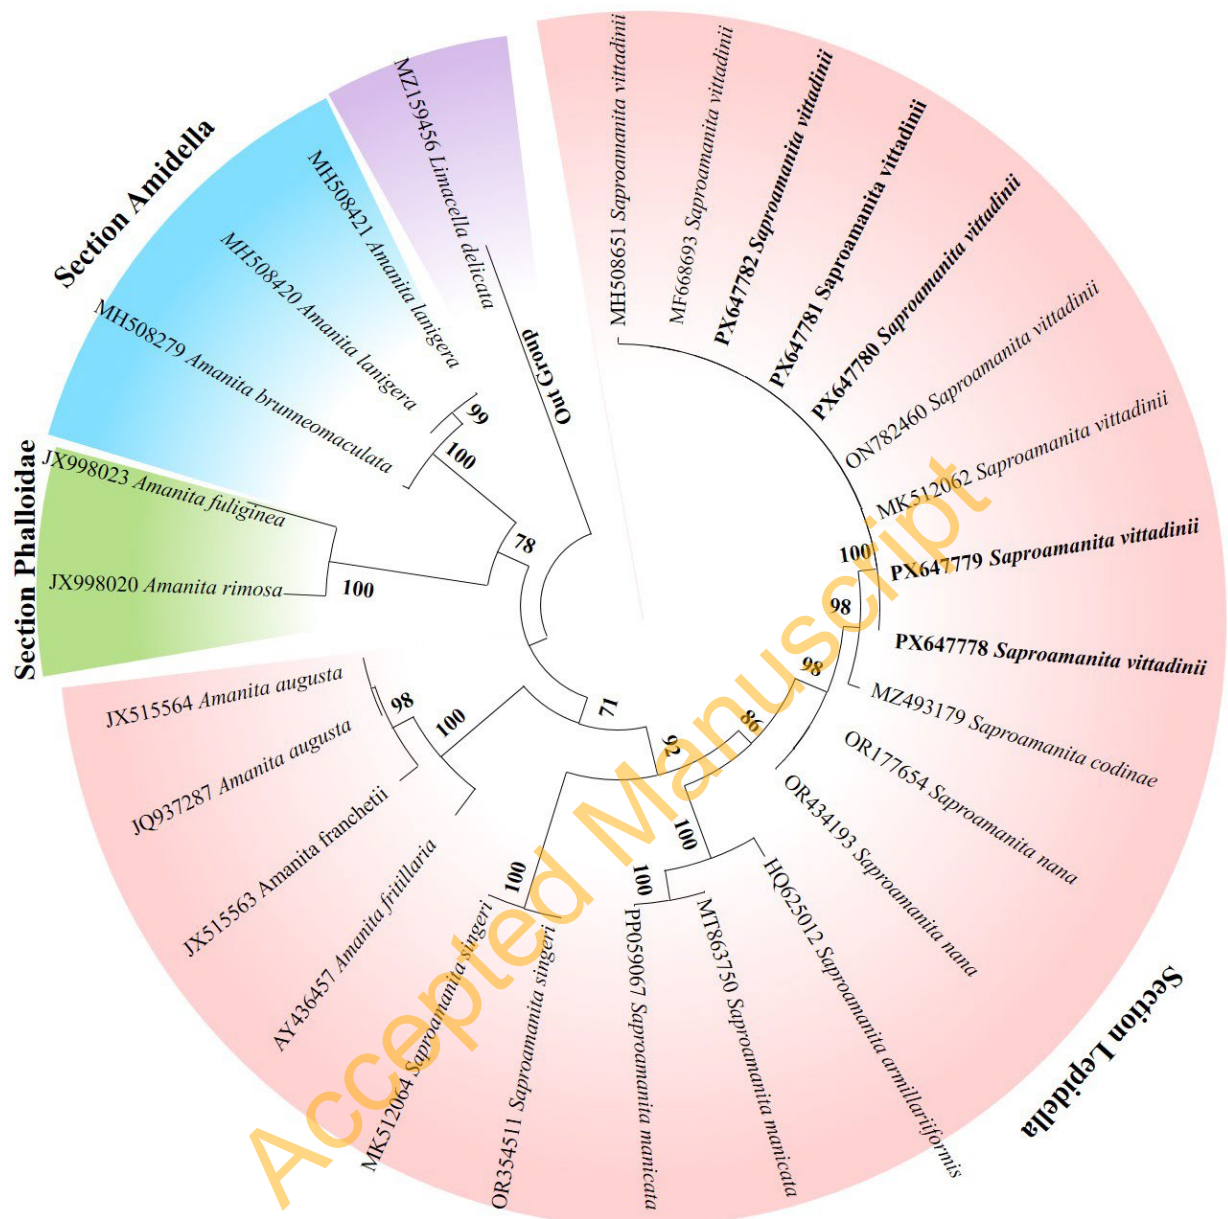 MH508651 Saproamanita vittadinii
MF668693 Saproamanita vittadinii
PX647782 Saproamanita vittadinii
PX647781 Saproamanita vittadinii
PX647780 Saproamanita vittadinii
ON782460 Saproamanita vittadinii
MK512062 Saproamanita vittadinii
PX647779 Saproamanita vittadinii
PX647778 Saproamanita vittadinii
MZ493179 Saproamanita codinae
OR177654 Saproamanita nana
OR434193 Saproamanita nana
HQ625012 Saproamanita armillariiformis
MT863750 Saproamanita manicata
PP059067 Saproamanita manicata
OR354511 Saproamanita singeri
MK512064 Saproamanita singeri
AY436457 Amanita fritillaria
JX515563 Amanita franchetii
JQ937287 Amanita augusta
JX515564 Amanita augusta
JX998020 Amanita rimosa
JX998023 Amanita fuliginea
MH508279 Amanita brunneomaculata
MH508420 Amanita lanigera
MH508421 Amanita lanigera
MZ159456 Limacella delicata
Out Group
Section Amidella
Section Phalloidae
Section Lepidella
99
100
78
100
100
98
98
98
86
71
92
100
100
100
100
Accepted Manuscript